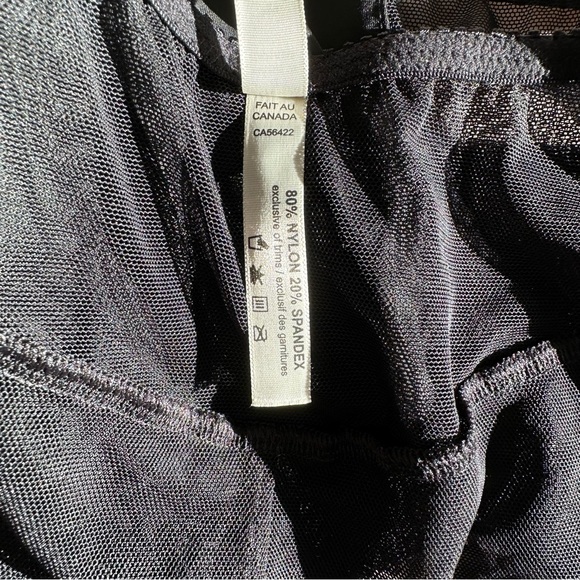 FAIT AU
CANADA
CA56422
80% NYLON 20% SPANDEX
exclusive of trims / exclusif des garnitures